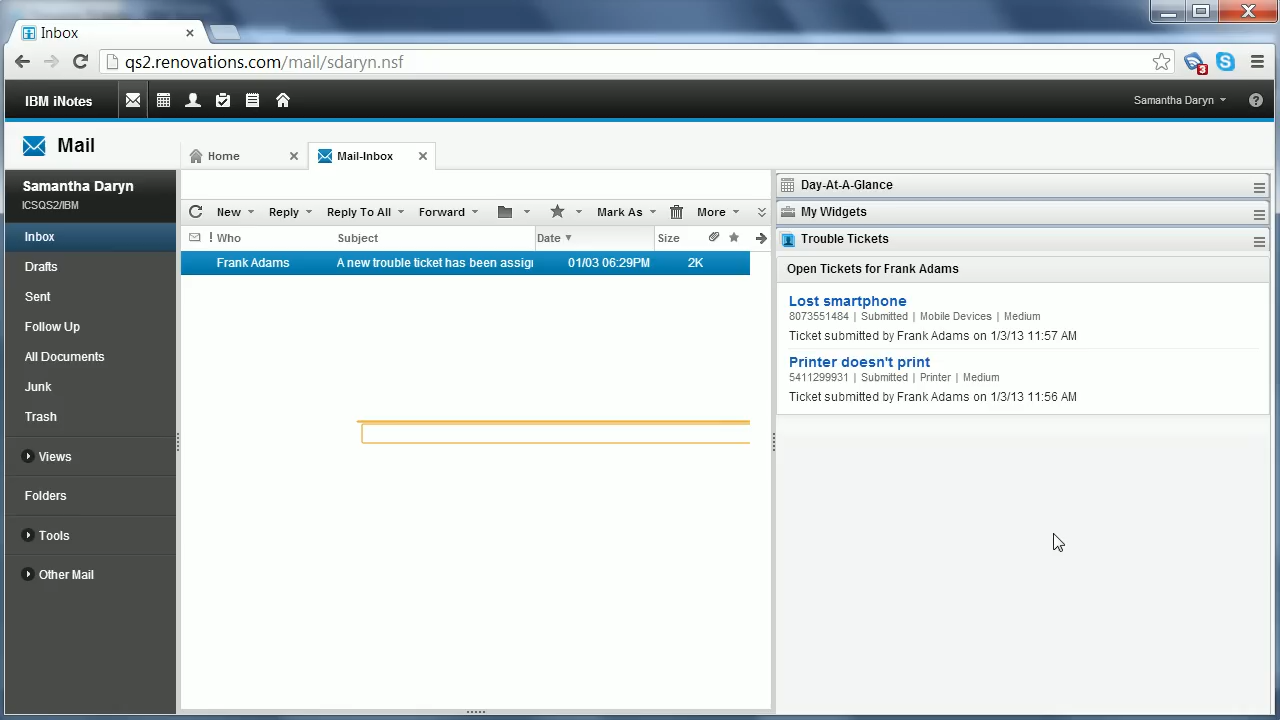 Inbox
qs2.renovations.com/mail/sdaryn.nsf
3
IBM iNotes
Samantha Daryn
Mail
Home
Mail-Inbox
Samantha Daryn
ICSQS2/IBM
Inbox
Drafts
Sent
Follow Up
All Documents
Junk
Trash
Views
Folders
Tools
Other Mail
New Reply Reply To All Forward Mark As More
! Who Subject Date Size
Frank Adams A new trouble ticket has been assig 01/03 06:29PM 2K
Day-At-A-Glance
My Widgets
Trouble Tickets
Open Tickets for Frank Adams
Lost smartphone
8073551484 | Submitted | Mobile Devices | Medium
Ticket submitted by Frank Adams on 1/3/13 11:57 AM
Printer doesn't print
5411299931 | Submitted | Printer | Medium
Ticket submitted by Frank Adams on 1/3/13 11:56 AM